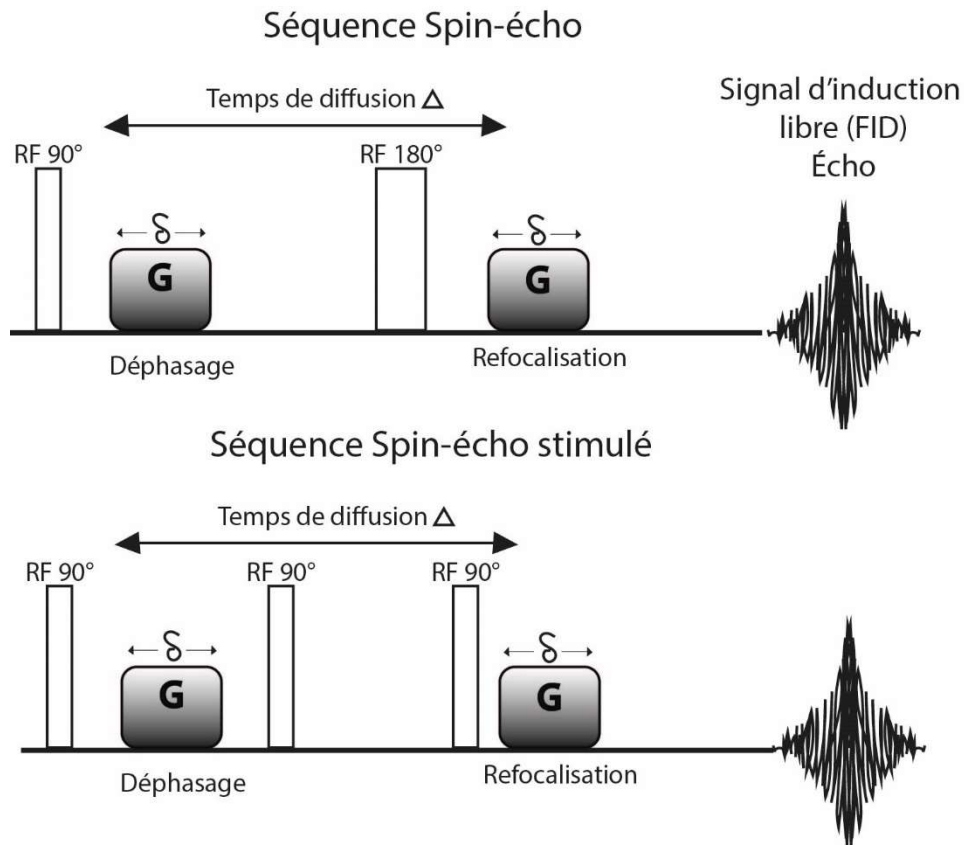 Séquence Spin-écho
Temps de diffusion Δ
Signal d'induction
libre (FID)
Écho
RF 90°
RF 180°
δ
δ
G
G
Déphasage
Refocalisation
Séquence Spin-écho stimulé
Temps de diffusion Δ
RF 90°
RF 90°
RF 90°
δ
δ
G
G
Déphasage
Refocalisation